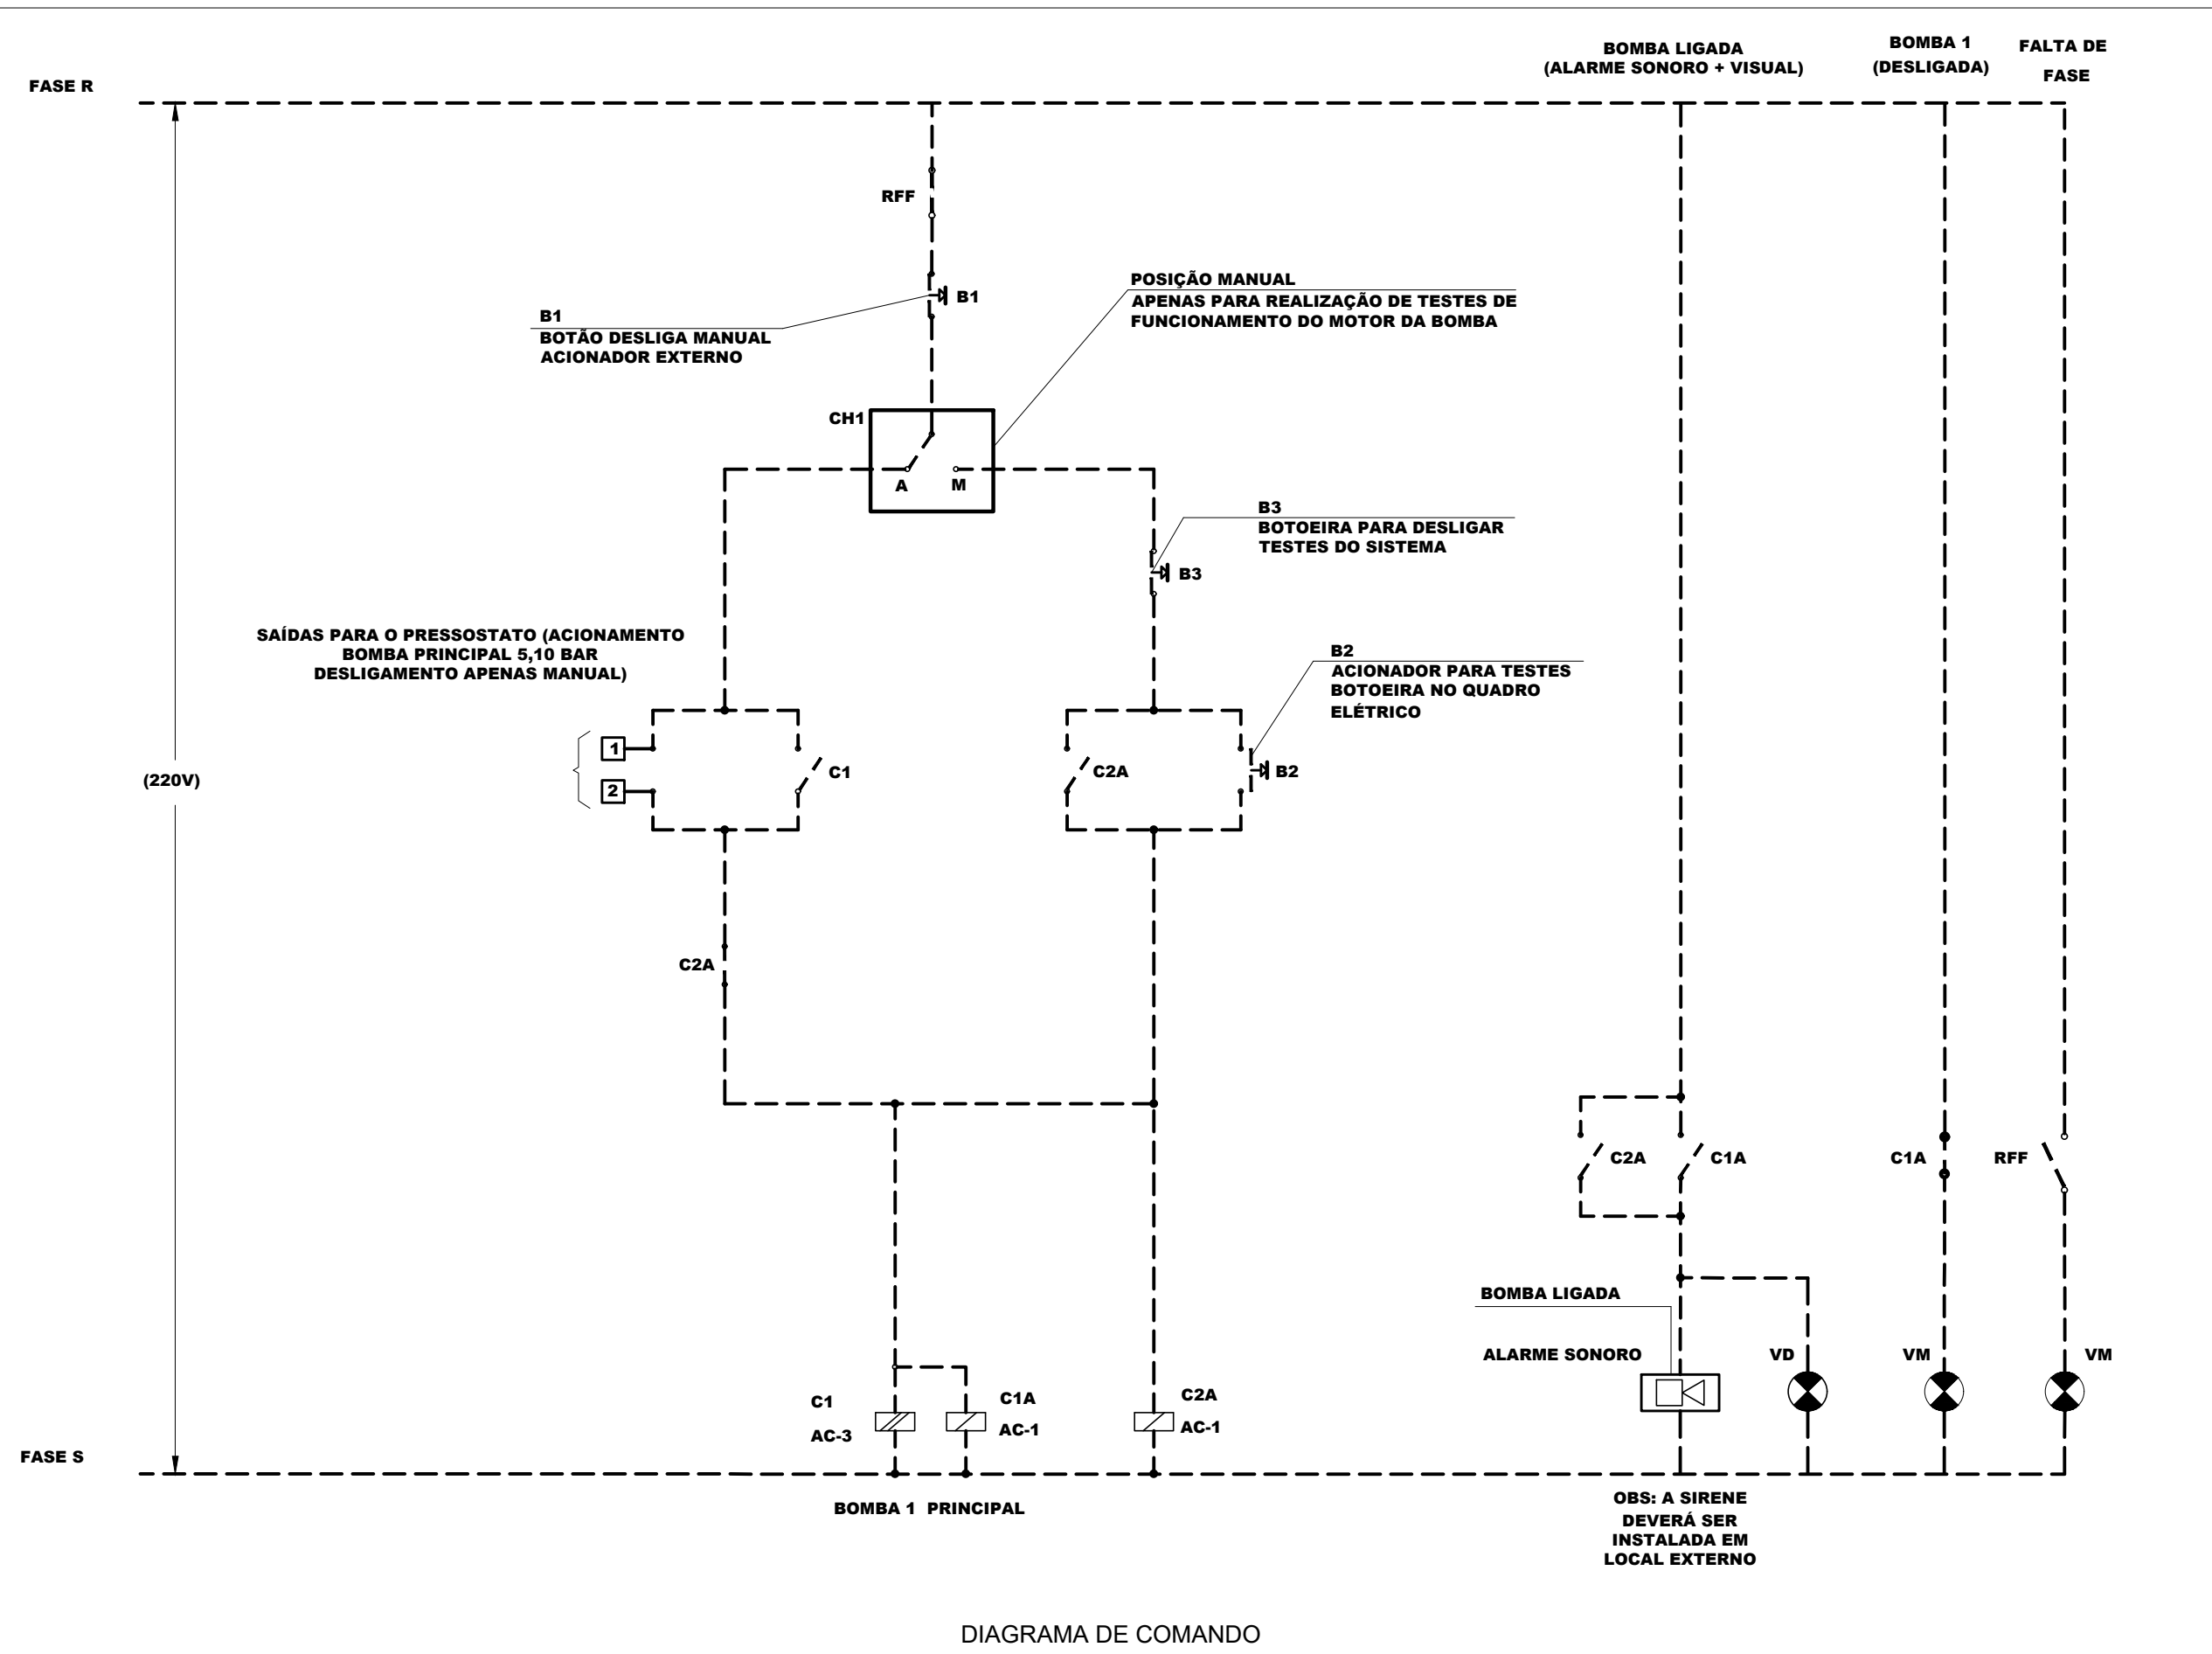 BOMBA LIGADA
(ALARME SONORO + VISUAL)
BOMBA 1
(DESLIGADA)
FALTA DE
FASE
FASE R
RFF
B1
B1
BOTÃO DESLIGA MANUAL
ACIONADOR EXTERNO
POSIÇÃO MANUAL
APENAS PARA REALIZAÇÃO DE TESTES DE
FUNCIONAMENTO DO MOTOR DA BOMBA
CH1
A
M
B3
BOTOEIRA PARA DESLIGAR
TESTES DO SISTEMA
B3
SAÍDAS PARA O PRESSOSTATO (ACIONAMENTO
BOMBA PRINCIPAL 5,10 BAR
DESLIGAMENTO APENAS MANUAL)
B2
ACIONADOR PARA TESTES
BOTOEIRA NO QUADRO
ELÉTRICO
1
2
C1
C2A
B2
(220V)
C2A
C2A
C1A
C1A
RFF
BOMBA LIGADA
ALARME SONORO
VD
VM
VM
C1
AC-3
C1A
AC-1
C2A
AC-1
FASE S
BOMBA 1 PRINCIPAL
OBS: A SIRENE
DEVERÁ SER
INSTALADA EM
LOCAL EXTERNO
DIAGRAMA DE COMANDO